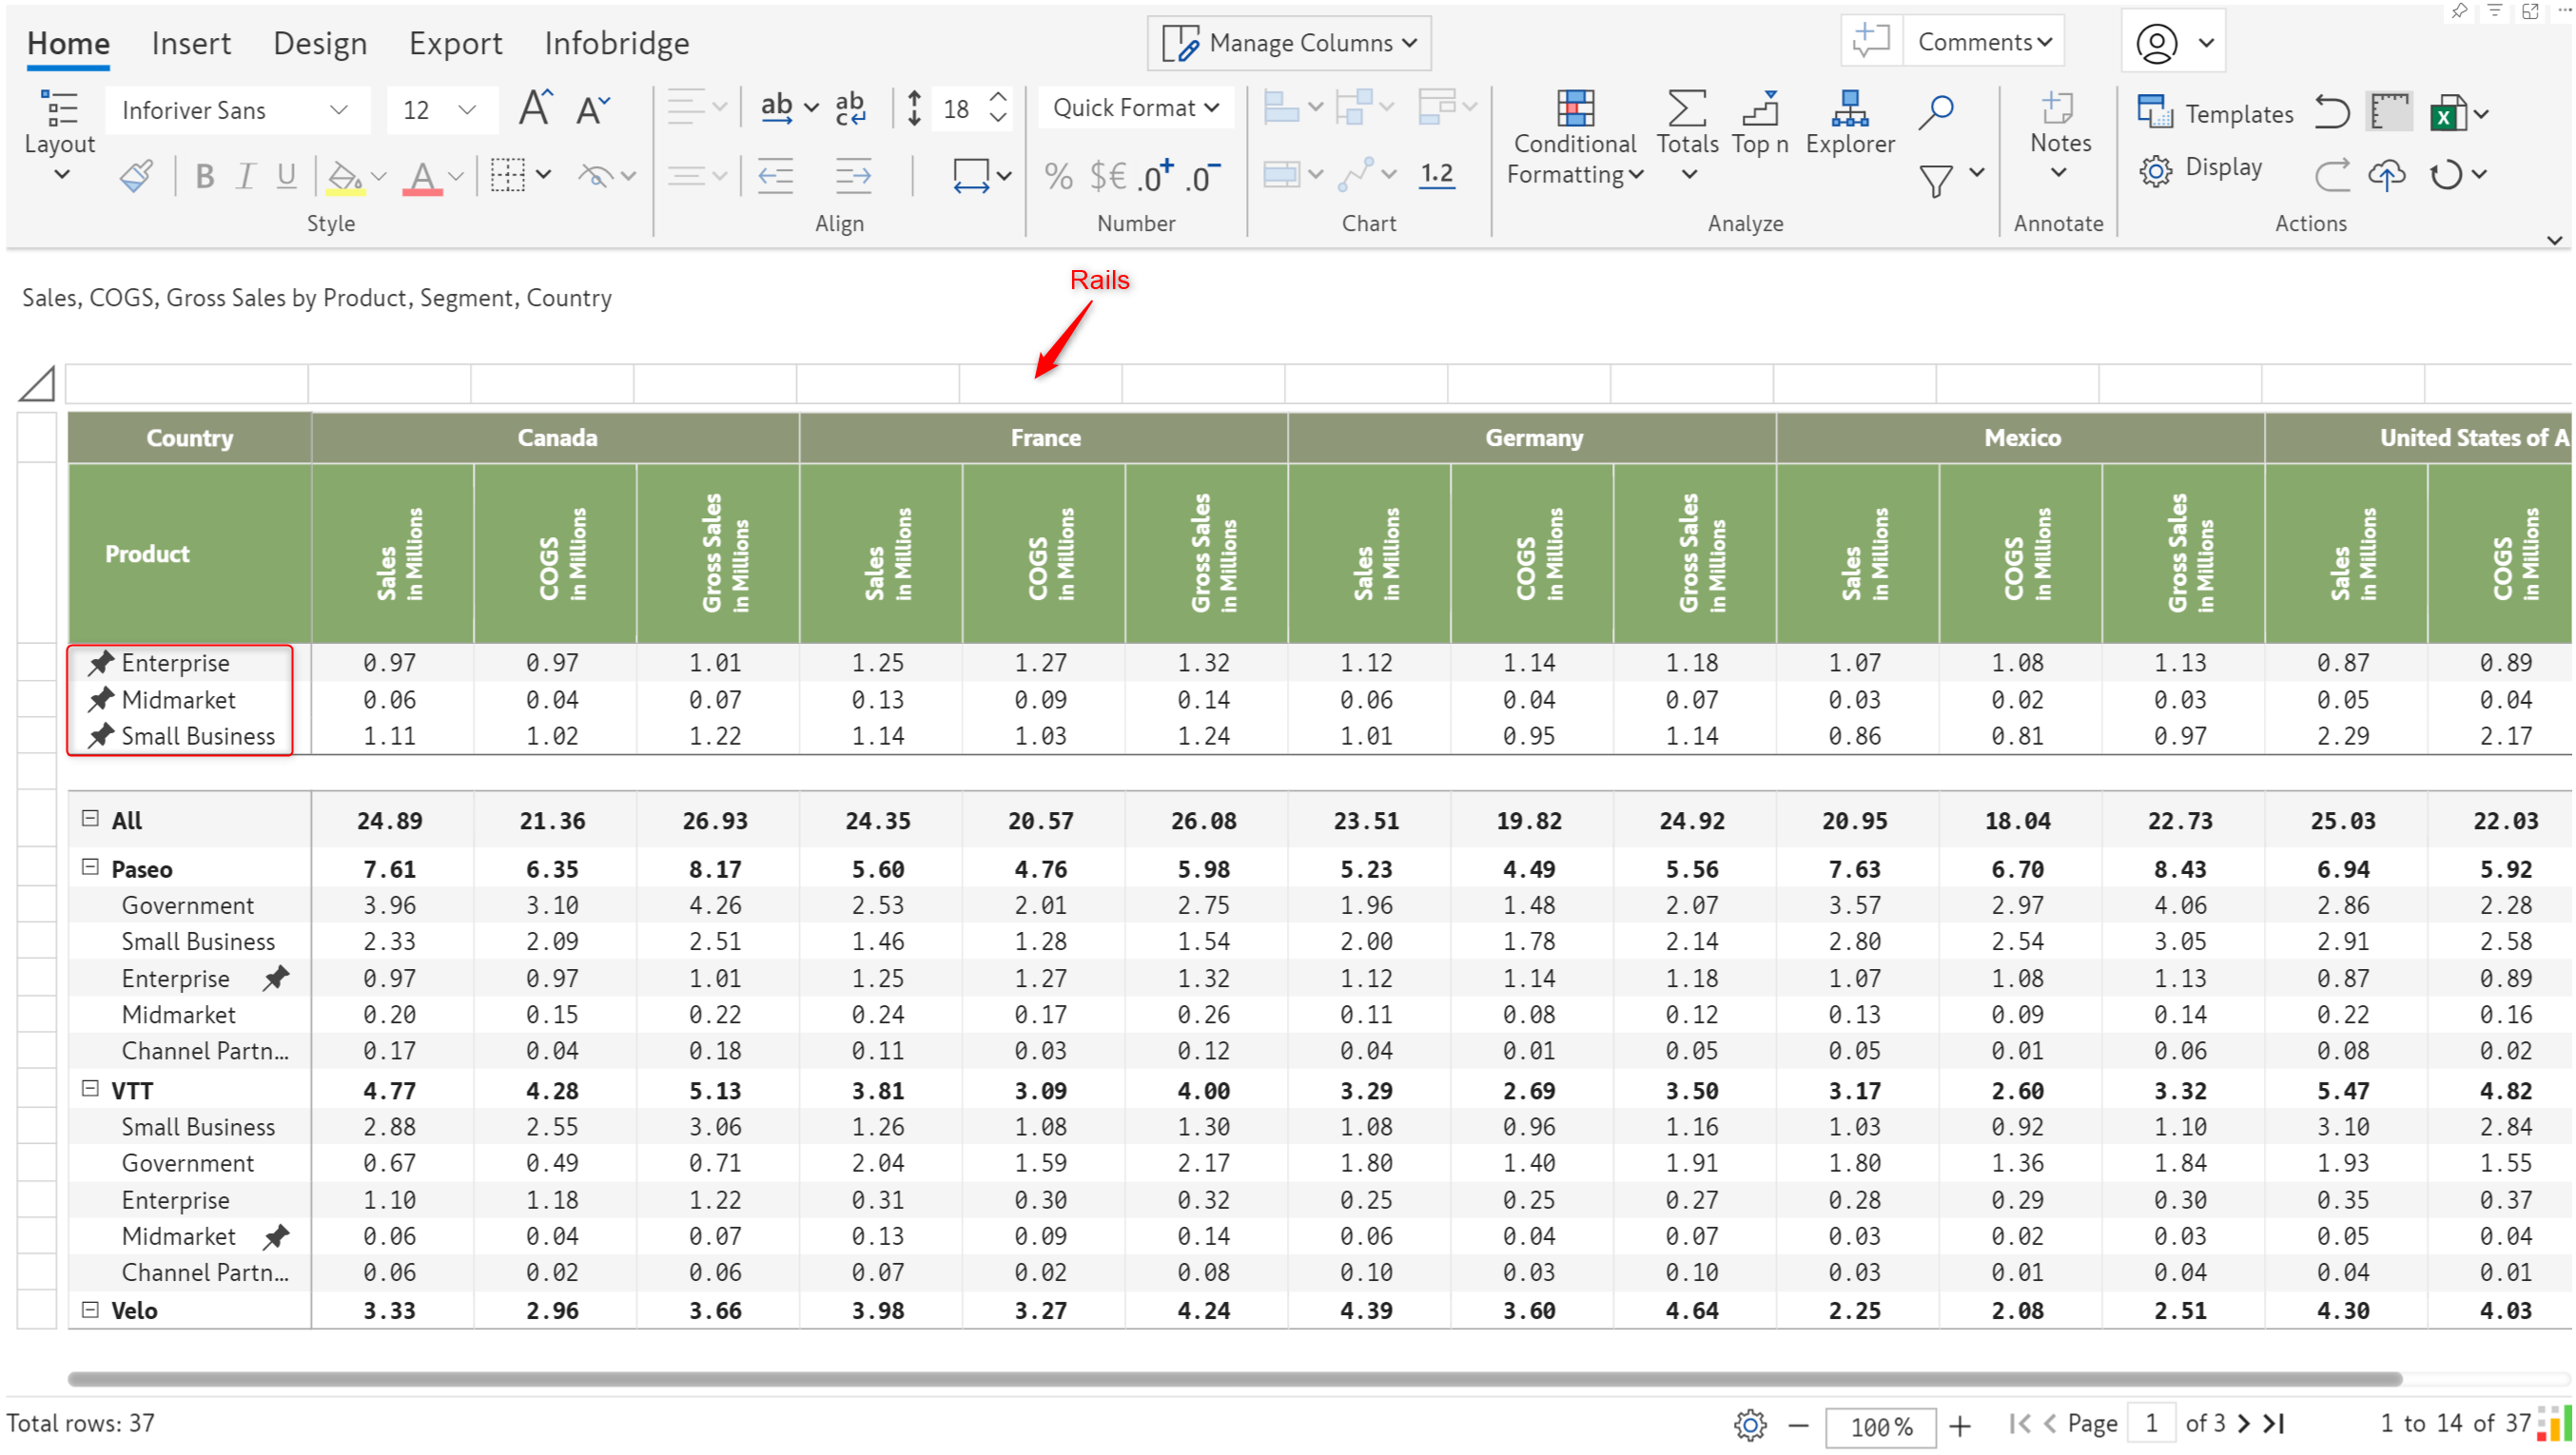 Home Insert Design Export Infobridge Manage Columns Comments
Inforiver Sans 12 18 Quick Format
Layout Conditional Formatting Totals Top n Explorer Notes Templates
B I U A % $€ .0+ .0- 1.2 Display
Style Align Number Chart Analyze Annotate Actions
Rails
Sales, COGS, Gross Sales by Product, Segment, Country
Country Canada France Germany Mexico United States of A
Product Sales in Millions COGS in Millions Gross Sales in Millions Sales in Millions COGS in Millions Gross Sales in Millions Sales in Millions COGS in Millions Gross Sales in Millions Sales in Millions COGS in Millions Gross Sales in Millions Sales in Millions COGS in Millions
Enterprise 0.97 0.97 1.01 1.25 1.27 1.32 1.12 1.14 1.18 1.07 1.08 1.13 0.87 0.89
Midmarket 0.06 0.04 0.07 0.13 0.09 0.14 0.06 0.04 0.07 0.03 0.02 0.03 0.05 0.04
Small Business 1.11 1.02 1.22 1.14 1.03 1.24 1.01 0.95 1.14 0.86 0.81 0.97 2.29 2.17
All 24.89 21.36 26.93 24.35 20.57 26.08 23.51 19.82 24.92 20.95 18.04 22.73 25.03 22.03
Paseo 7.61 6.35 8.17 5.60 4.76 5.98 5.23 4.49 5.56 7.63 6.70 8.43 6.94 5.92
Government 3.96 3.10 4.26 2.53 2.01 2.75 1.96 1.48 2.07 3.57 2.97 4.06 2.86 2.28
Small Business 2.33 2.09 2.51 1.46 1.28 1.54 2.00 1.78 2.14 2.80 2.54 3.05 2.91 2.58
Enterprise 0.97 0.97 1.01 1.25 1.27 1.32 1.12 1.14 1.18 1.07 1.08 1.13 0.87 0.89
Midmarket 0.20 0.15 0.22 0.24 0.17 0.26 0.11 0.08 0.12 0.13 0.09 0.14 0.22 0.16
Channel Partn... 0.17 0.04 0.18 0.11 0.03 0.12 0.04 0.01 0.05 0.05 0.01 0.06 0.08 0.02
VTT 4.77 4.28 5.13 3.81 3.09 4.00 3.29 2.69 3.50 3.17 2.60 3.32 5.47 4.82
Small Business 2.88 2.55 3.06 1.26 1.08 1.30 1.08 0.96 1.16 1.03 0.92 1.10 3.10 2.84
Government 0.67 0.49 0.71 2.04 1.59 2.17 1.80 1.40 1.91 1.80 1.36 1.84 1.93 1.55
Enterprise 1.10 1.18 1.22 0.31 0.30 0.32 0.25 0.25 0.27 0.28 0.29 0.30 0.35 0.37
Midmarket 0.06 0.04 0.07 0.13 0.09 0.14 0.06 0.04 0.07 0.03 0.02 0.03 0.05 0.04
Channel Partn... 0.06 0.02 0.06 0.07 0.02 0.08 0.10 0.03 0.10 0.03 0.01 0.04 0.04 0.01
Velo 3.33 2.96 3.66 3.98 3.27 4.24 4.39 3.60 4.64 2.25 2.08 2.51 4.30 4.03
Total rows: 37 100% Page 1 of 3 1 to 14 of 37